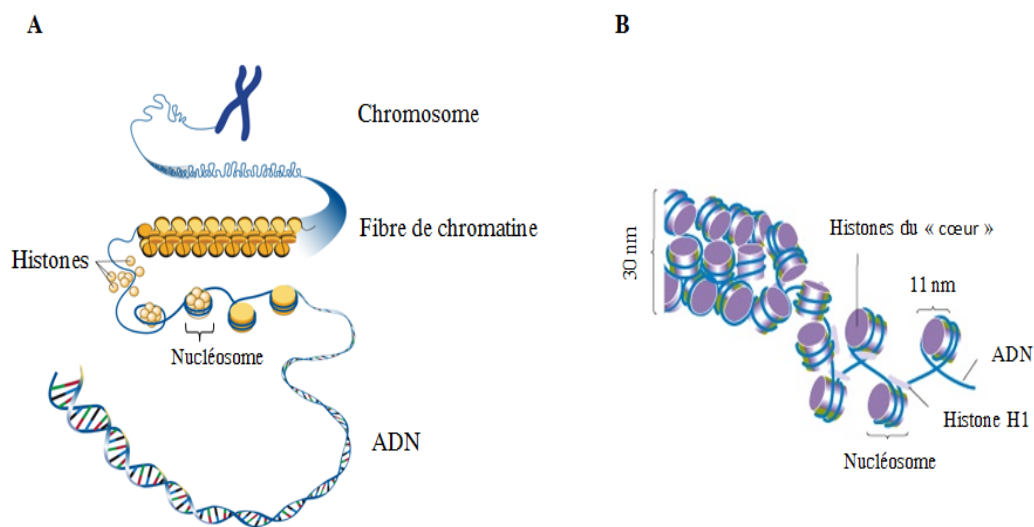 A
Chromosome
Fibre de chromatine
Histones
Nucléosome
ADN
B
Histones du « cœur »
30 nm
11 nm
ADN
Histone H1
Nucléosome